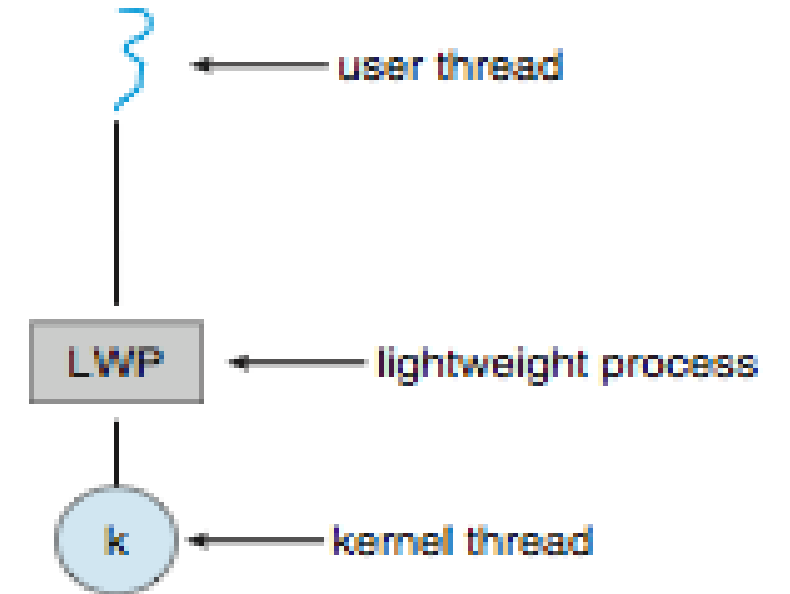 user thread
LWP
lightweight process
k
kernel thread